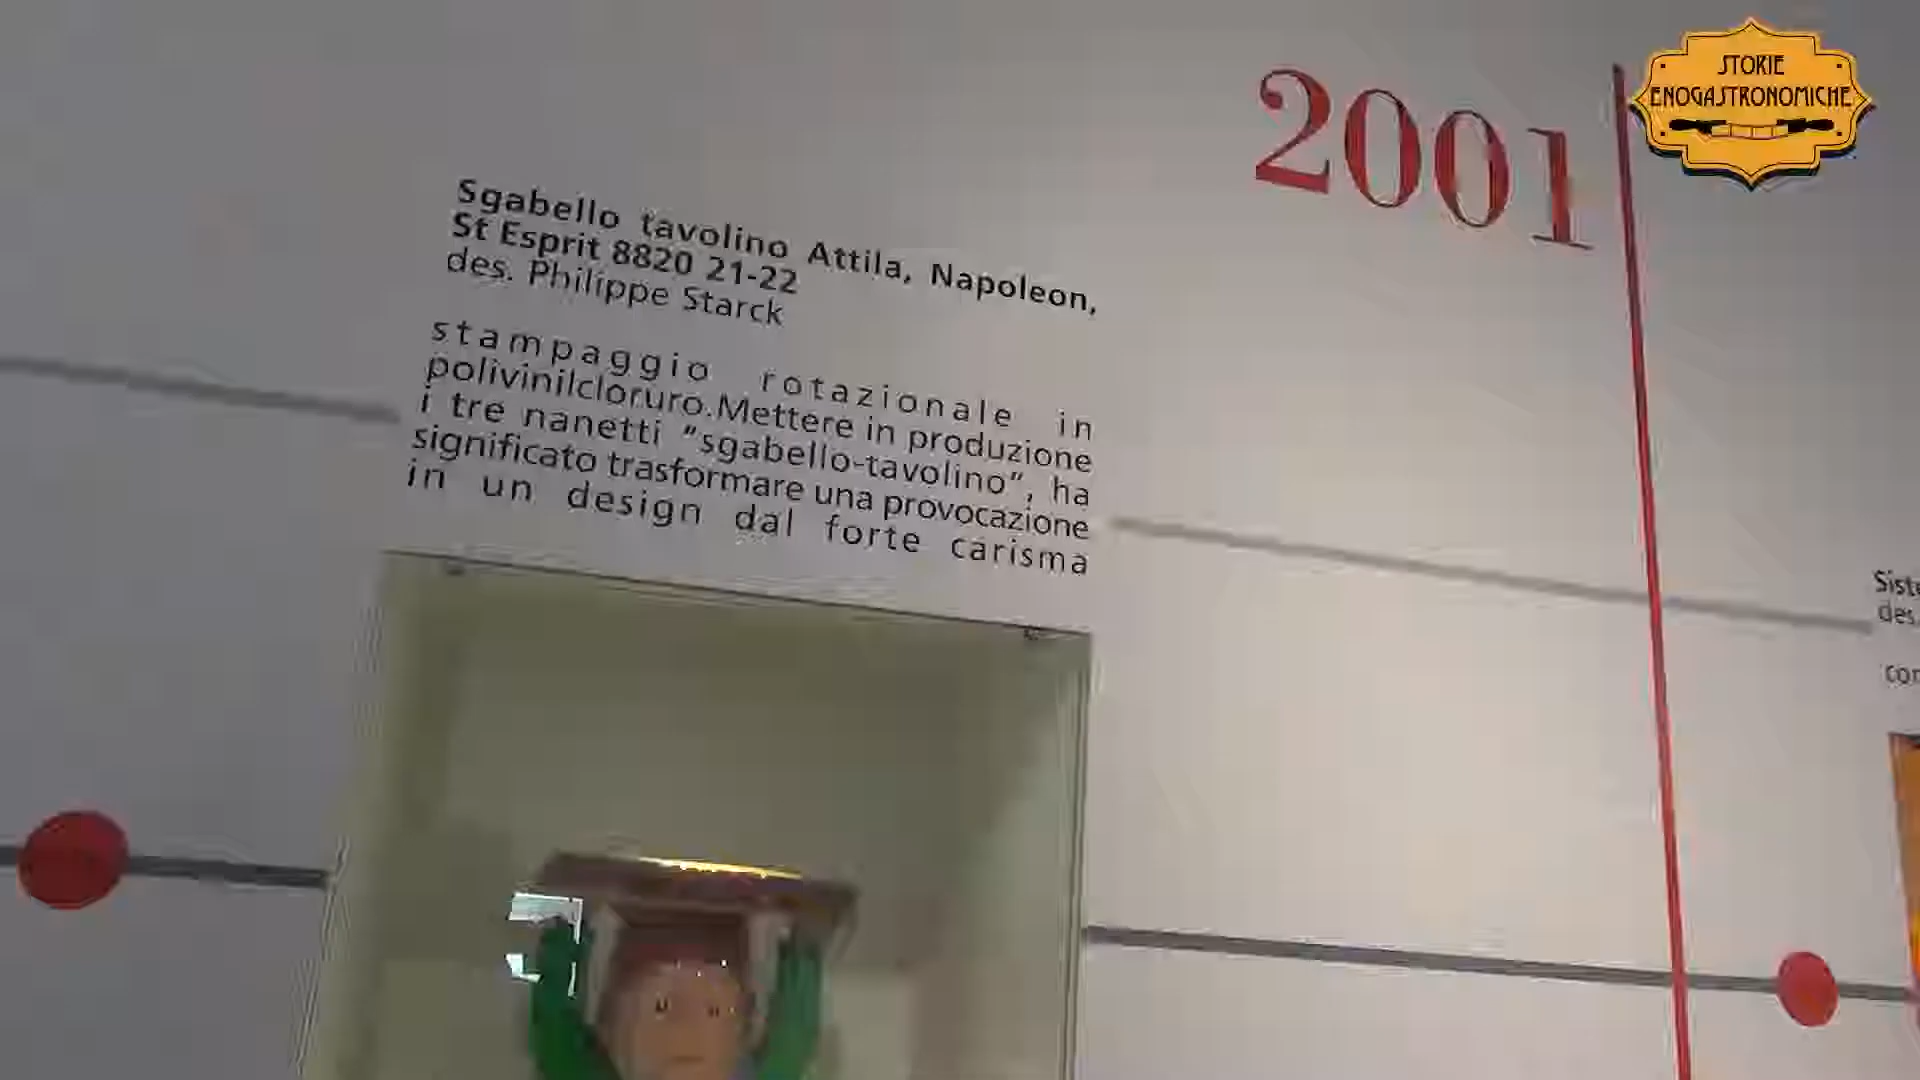 STORIE
ENOGASTRONOMICHE
2001
Sgabello tavolino Attila, Napoleon,
St Esprit 8820 21-22
des. Philippe Starck
stampaggio rotazionale in
polivinilcloruro.Mettere in produzione
i tre nanetti "sgabello-tavolino", ha
significato trasformare una provocazione
in un design dal forte carisma
des.